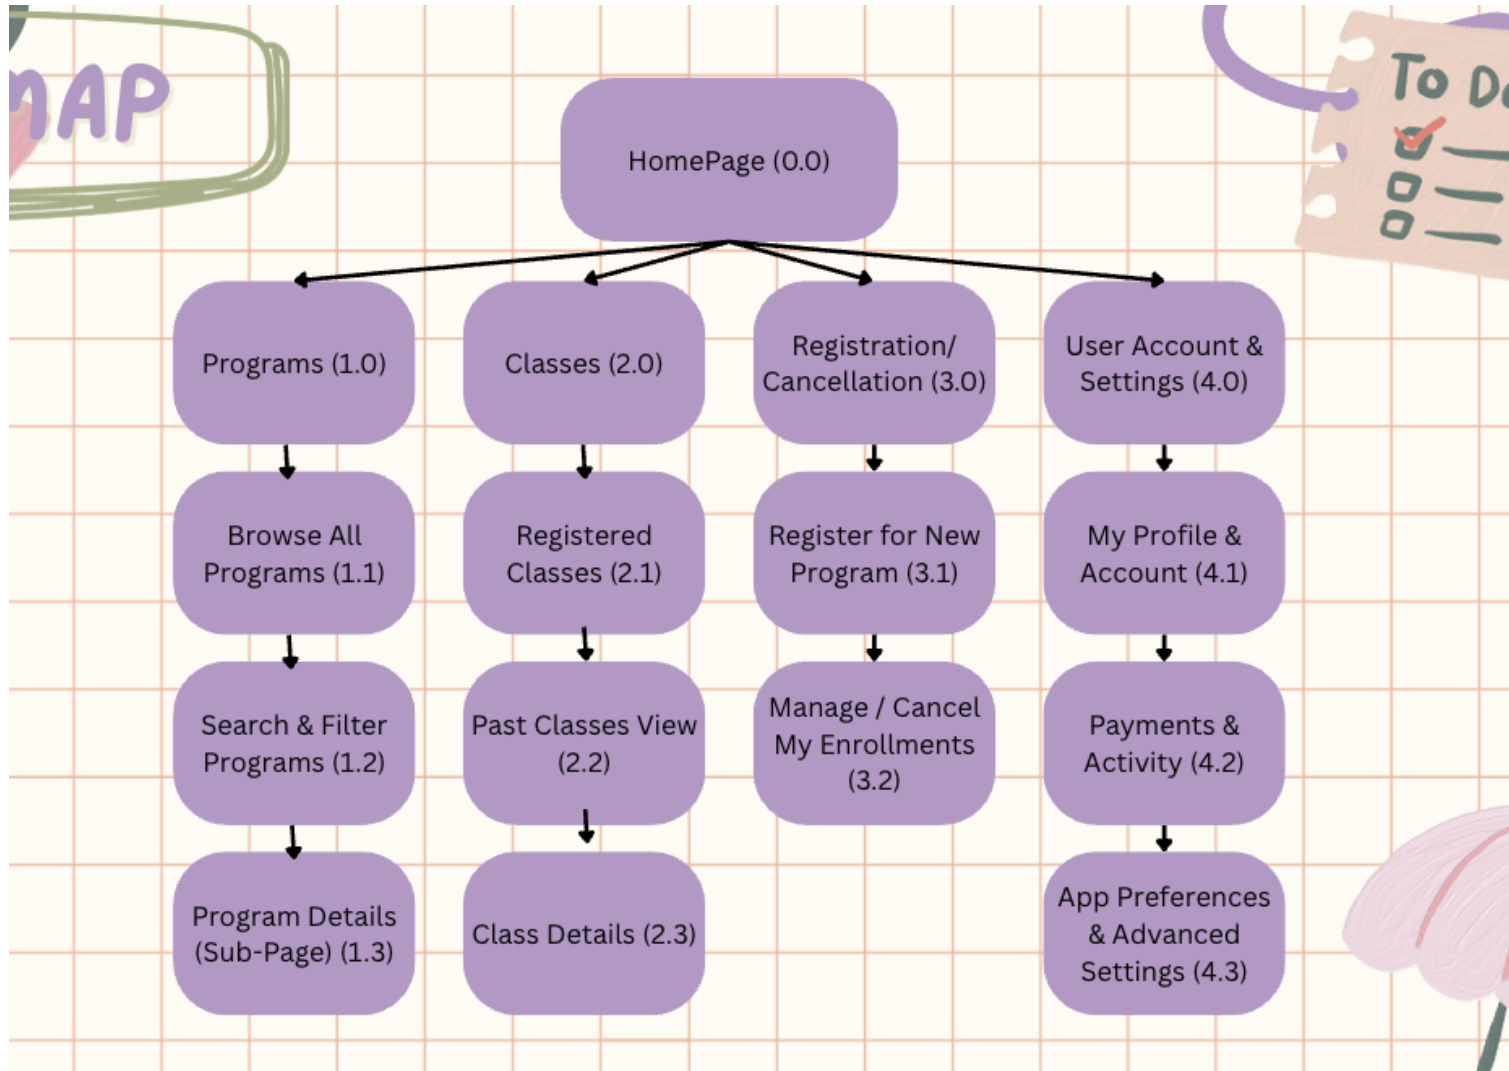 MAP
To Do
HomePage (0.0)
Programs (1.0)
Classes (2.0)
Registration/
Cancellation (3.0)
User Account &
Settings (4.0)
Browse All
Programs (1.1)
Registered
Classes (2.1)
Register for New
Program (3.1)
My Profile &
Account (4.1)
Search & Filter
Programs (1.2)
Past Classes View
(2.2)
Manage / Cancel
My Enrollments
(3.2)
Payments &
Activity (4.2)
Program Details
(Sub-Page) (1.3)
Class Details (2.3)
App Preferences
& Advanced
Settings (4.3)